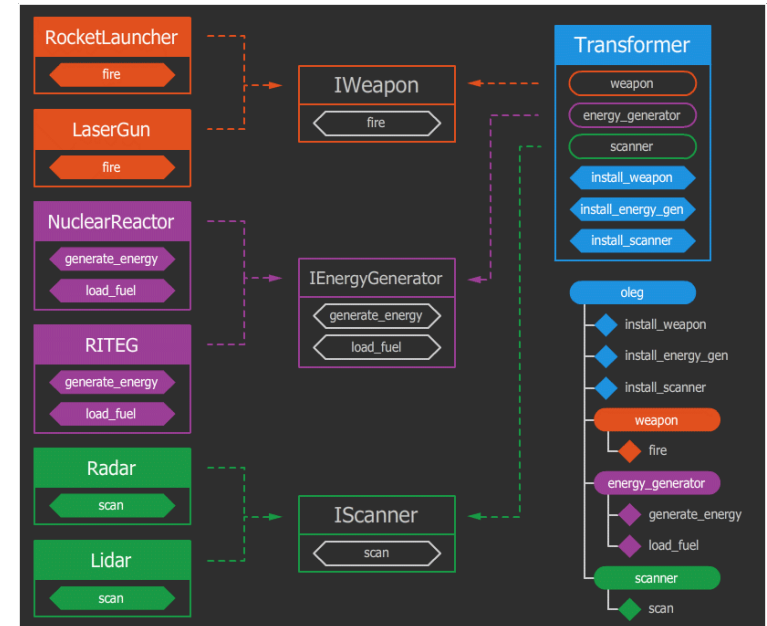 RocketLauncher
fire
LaserGun
fire
NuclearReactor
generate_energy
load_fuel
RITEG
generate_energy
load_fuel
Radar
scan
Lidar
scan
IWeapon
fire
IEnergyGenerator
generate_energy
load_fuel
IScanner
scan
Transformer
weapon
energy_generator
scanner
install_weapon
install_energy_gen
install_scanner
oleg
install_weapon
install_energy_gen
install_scanner
weapon
fire
energy_generator
generate_energy
load_fuel
scanner
scan